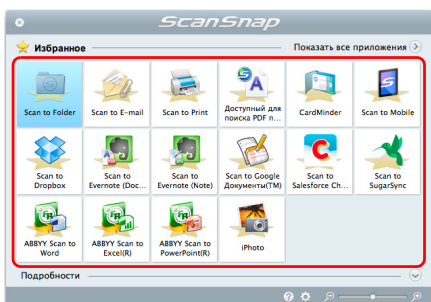 ScanSnap
Избранное
Показать все приложения
Scan to Folder
Scan to E-mail
Scan to Print
Доступный для
поиска PDF п...
CardMinder
Scan to Mobile
Scan to
Dropbox
Scan to
Evernote (Doc...
Scan to
Evernote (Note)
Scan to Google
Документы(TM)
Scan to
Salesforce Ch...
Scan to
SugarSync
ABBYY Scan to
Word
ABBYY Scan to
Excel(R)
ABBYY Scan to
PowerPoint(R)
iPhoto
Подробности